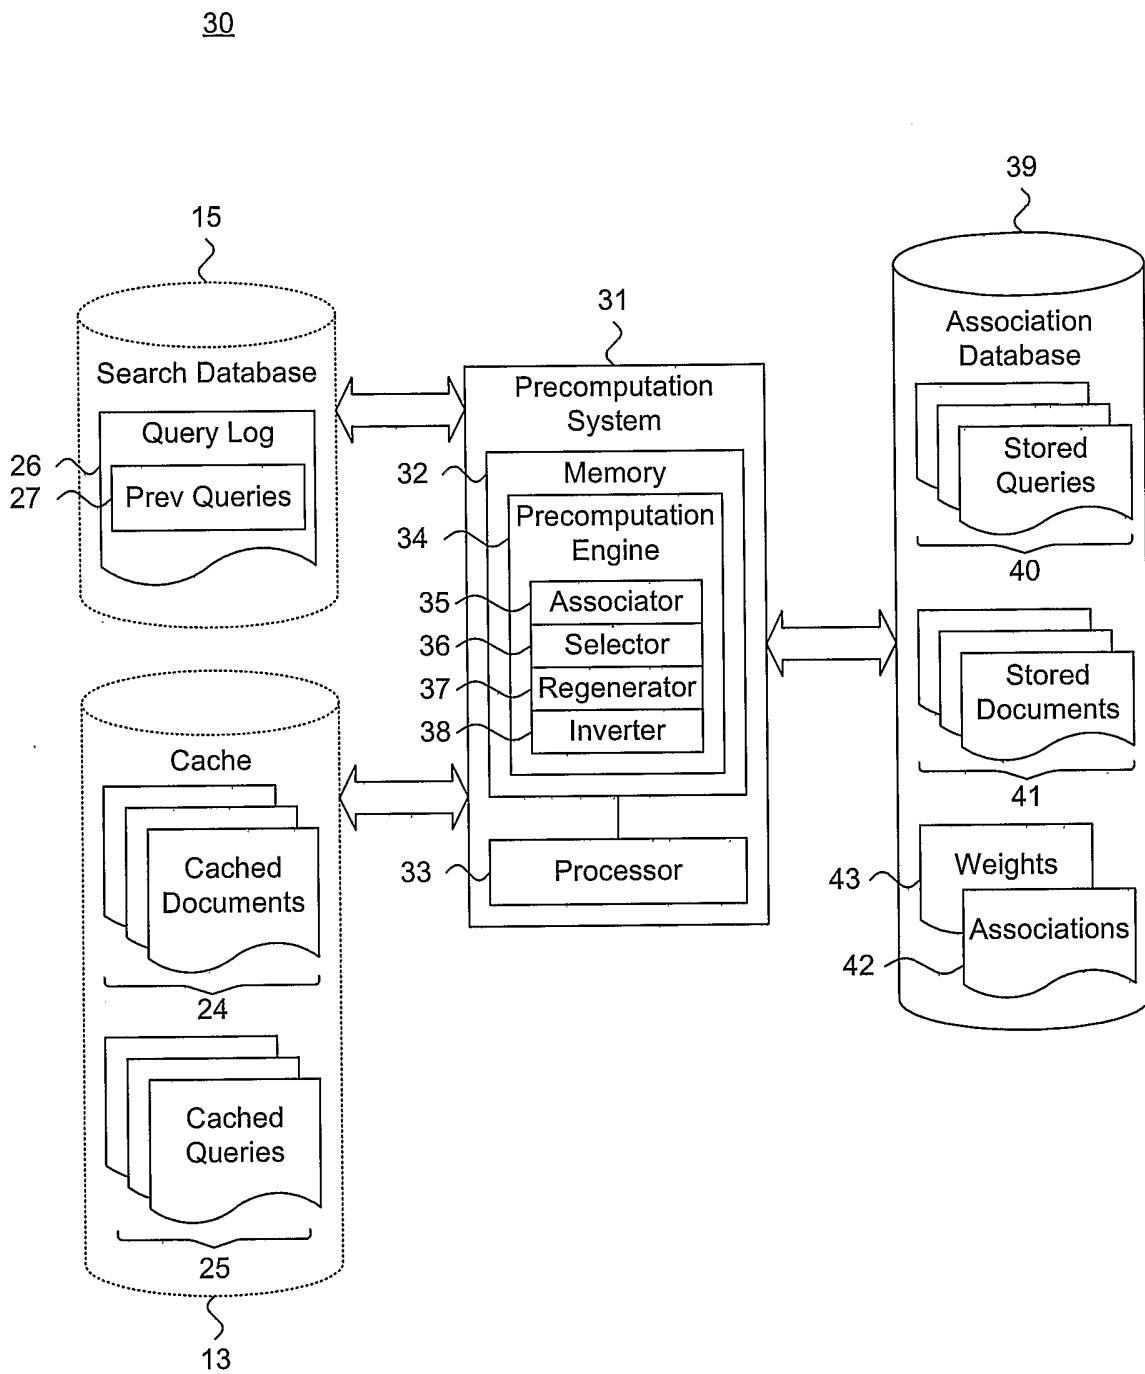 30
15
Search Database
Query Log
26
27
Prev Queries
Cache
Cached
Documents
24
Cached
Queries
25
13
31
Precomputation
System
32
Memory
34
Precomputation
Engine
35
Associator
36
Selector
37
Regenerator
38
Inverter
33
Processor
39
Association
Database
Stored
Queries
40
Stored
Documents
41
43
Weights
42
Associations